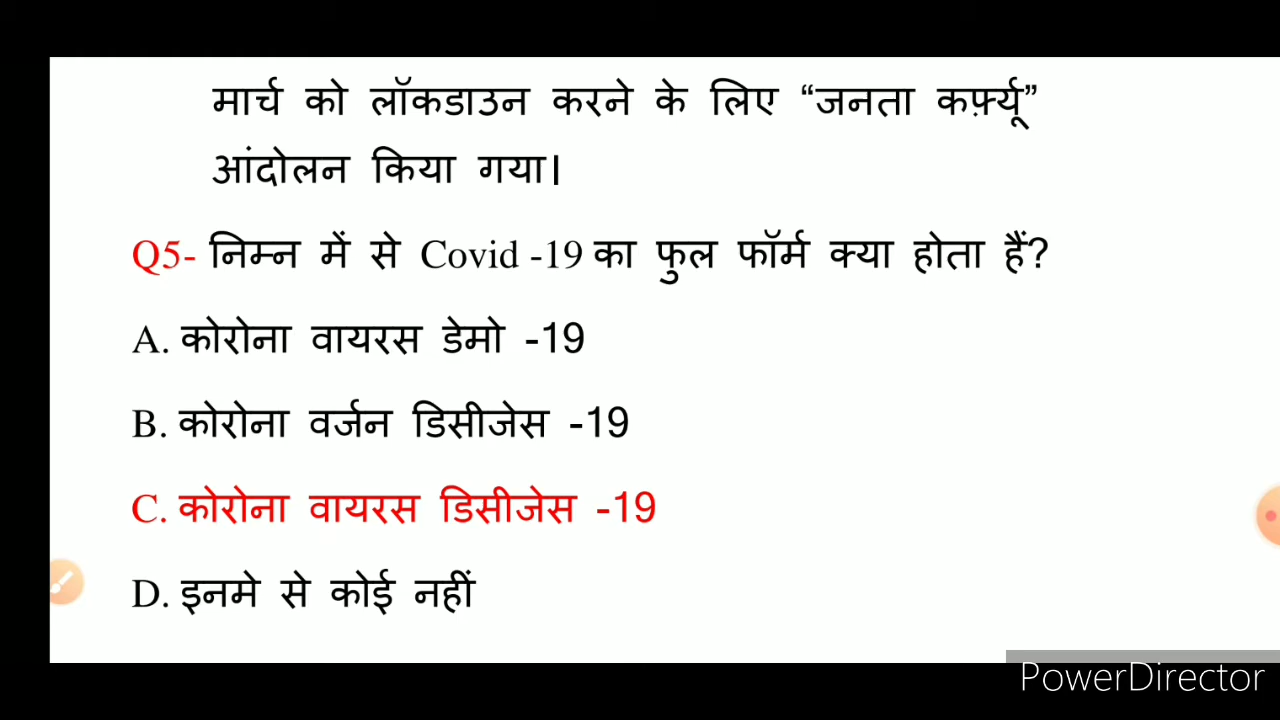 मार्च को लॉकडाउन करने के लिए “जनता कर्फ़्यू”
आंदोलन किया गया।
Q5- निम्न में से Covid -19 का फुल फॉर्म क्या होता हैं?
A. कोरोना वायरस डेमो -19
B. कोरोना वर्जन डिसीजेस -19
C. कोरोना वायरस डिसीजेस -19
D. इनमे से कोई नहीं
PowerDirector